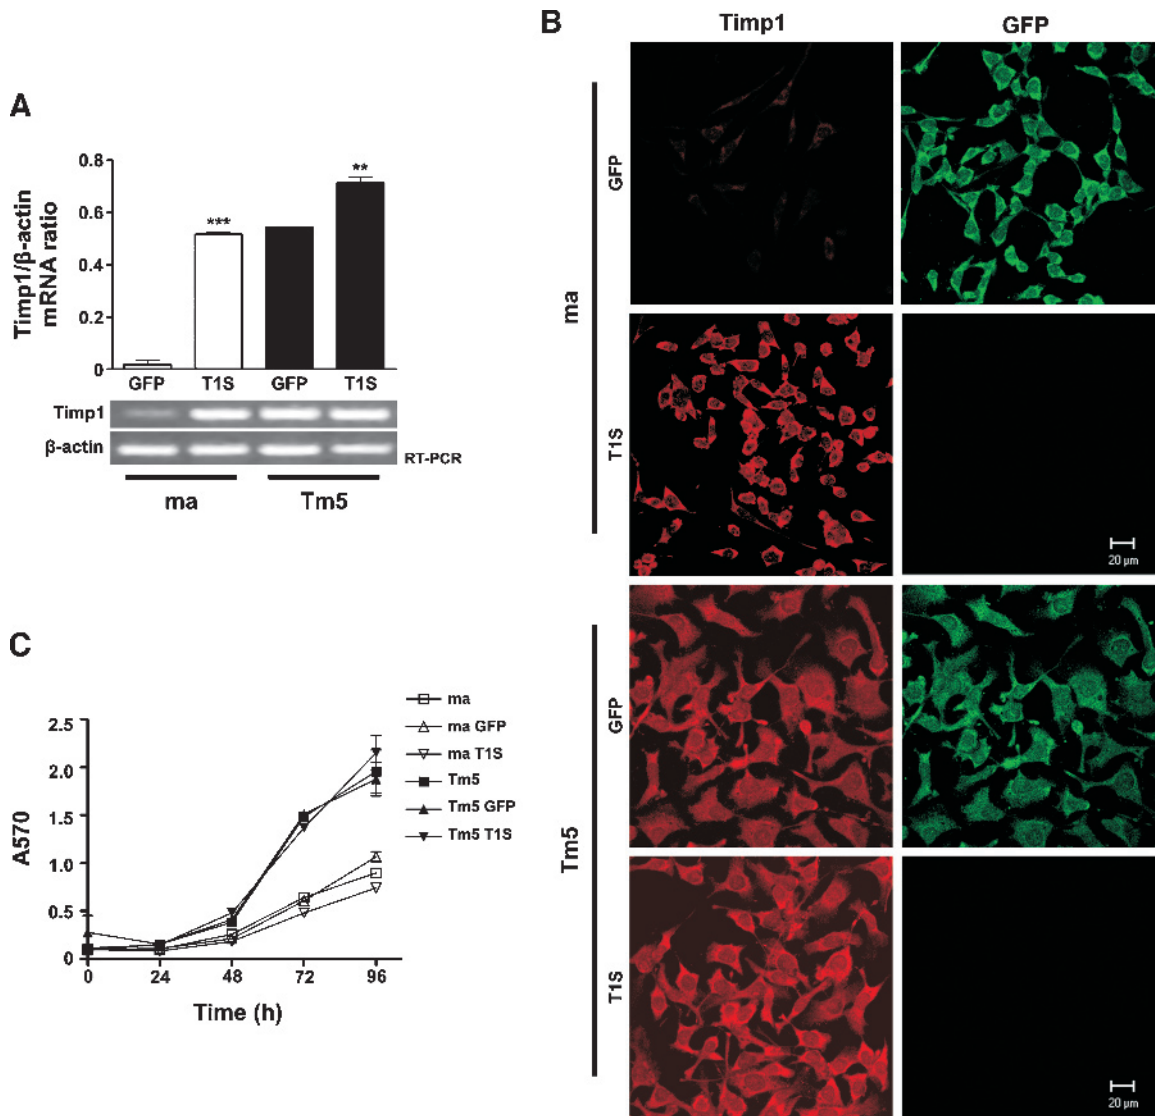 A
Timp1/β-actin
mRNA ratio
0.8
0.6
0.4
0.2
0
***
**
GFP
T1S
GFP
T1S
Timp1
β-actin
RT-PCR
ma
Tm5
B
Timp1
GFP
ma
GFP
T1S
20 μm
Tm5
GFP
T1S
20 μm
C
A570
2.5
2.0
1.5
1.0
0.5
0
0
24
48
72
96
Time (h)
ma
ma GFP
ma T1S
Tm5
Tm5 GFP
Tm5 T1S